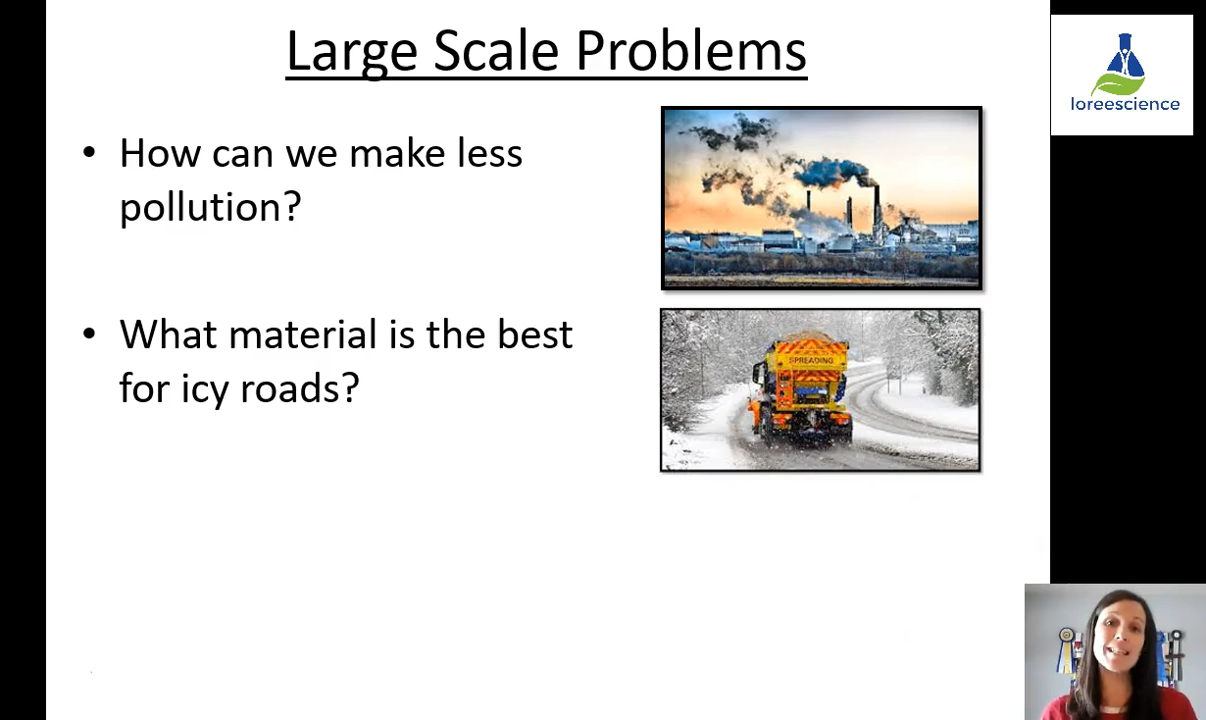 Large Scale Problems
loreescience
• How can we make less
pollution?
• What material is the best
for icy roads?
SPREADING